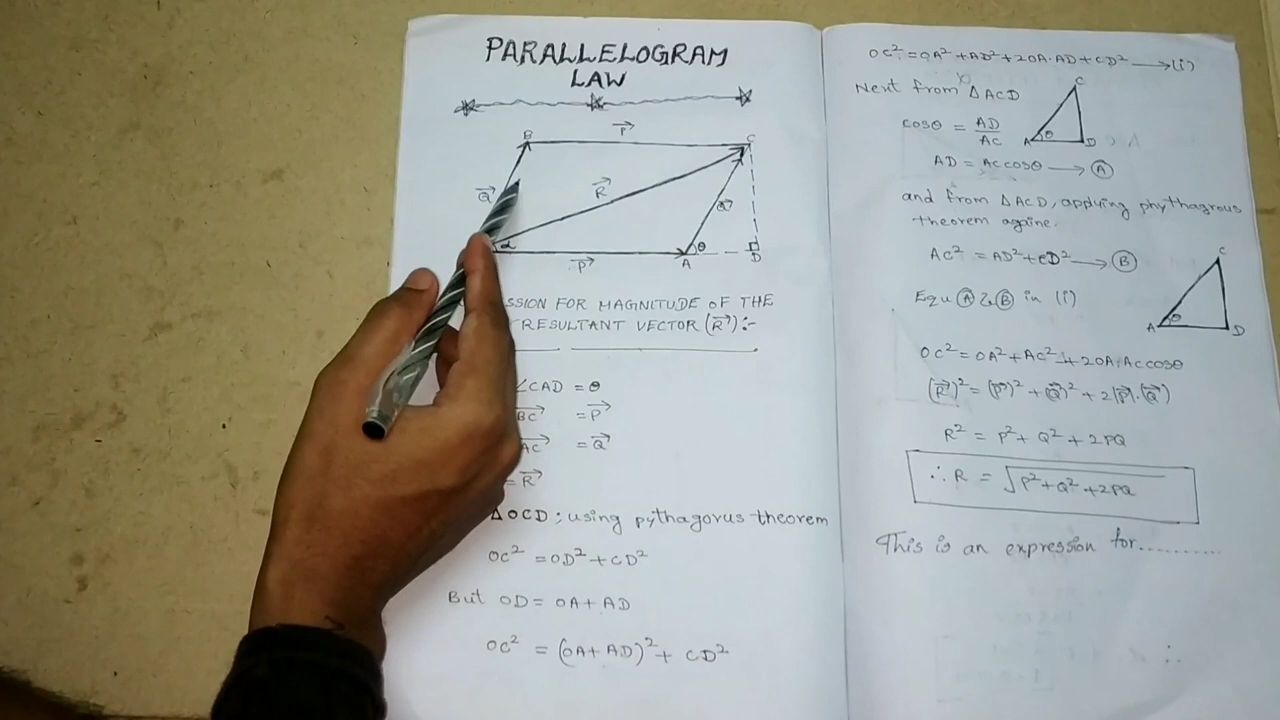 PARALLELOGRAM
LAW
B
P
C
Q
R
Q
α
θ
P
A
D
SSION FOR MAGNITUDE OF THE
RESULTANT VECTOR (R) :-
∠CAD = θ
BC = P
AC = Q
= R
ΔOCD ; using pythagorus theorem
OC² = OD² + CD²
But OD = OA + AD
OC² = (OA + AD)² + CD²
OC² = OA² + AD² + 2OA·AD + CD² → (i)
Next from ΔACD
C
cosθ = AD/AC
A θ D
AD = AC cosθ → Ⓐ
and from ΔACD, applying phythagrous
theorem againe.
AC² = AD² + CD² → Ⓑ
C
Equ Ⓐ & Ⓑ in (i)
A θ D
OC² = OA² + AC² + 2OA·AC cosθ
(R)² = (P)² + (Q)² + 2(P)·(Q)
R² = P² + Q² + 2PQ
∴ R = √P² + Q² + 2PQ
This is an expression for..........